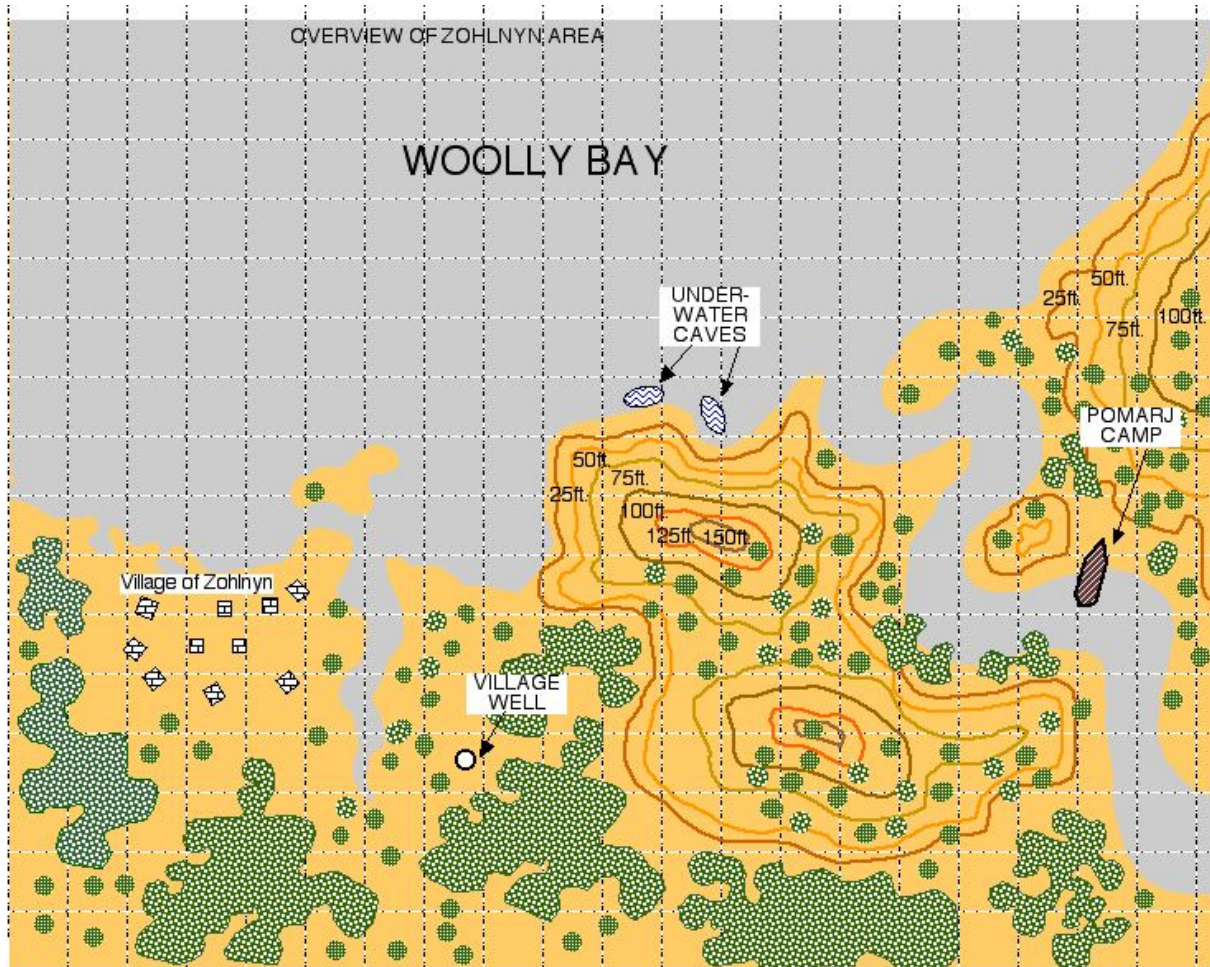 OVERVIEW OF ZOHLNYN AREA
WOOLLY BAY
UNDER-
WATER
CAVES
50ft.
25ft.
75ft.
100ft.
POMARJ
CAMP
50ft.
75ft.
25ft.
100ft.
125ft.
150ft.
Village of Zohlnyn
VILLAGE
WELL